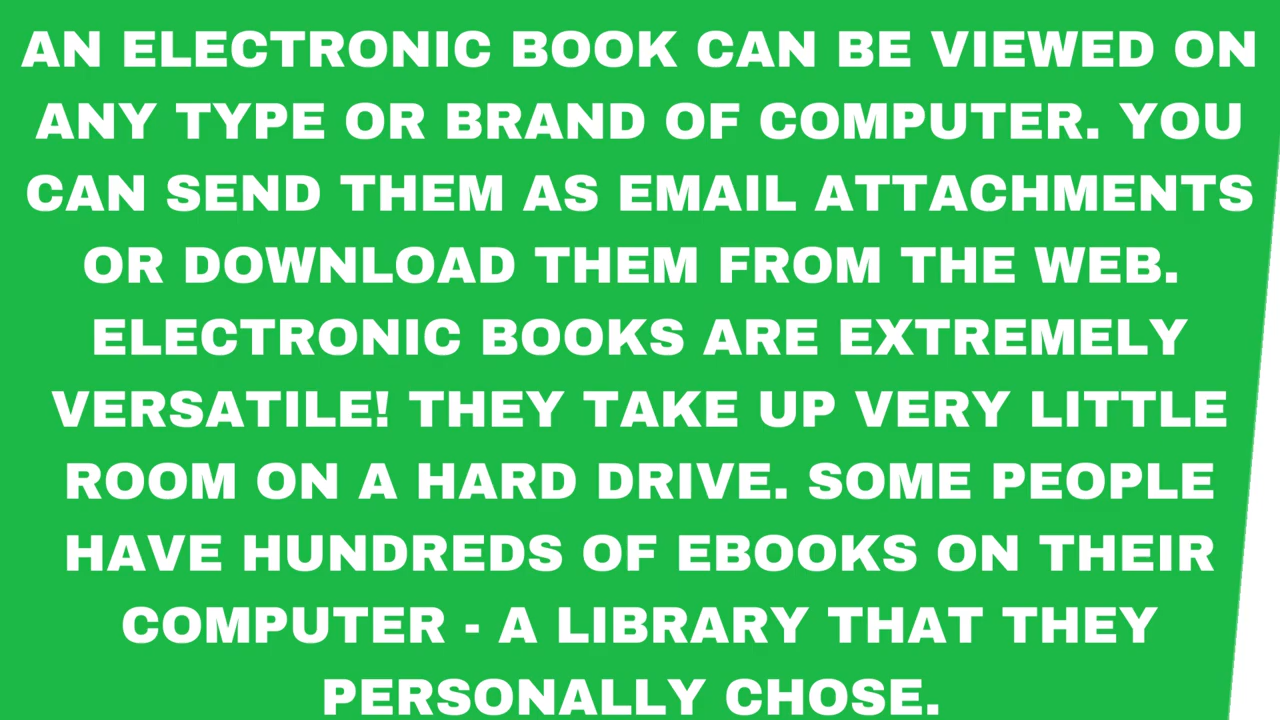 AN ELECTRONIC BOOK CAN BE VIEWED ON
ANY TYPE OR BRAND OF COMPUTER. YOU
CAN SEND THEM AS EMAIL ATTACHMENTS
OR DOWNLOAD THEM FROM THE WEB.
ELECTRONIC BOOKS ARE EXTREMELY
VERSATILE! THEY TAKE UP VERY LITTLE
ROOM ON A HARD DRIVE. SOME PEOPLE
HAVE HUNDREDS OF EBOOKS ON THEIR
COMPUTER - A LIBRARY THAT THEY
PERSONALLY CHOSE.